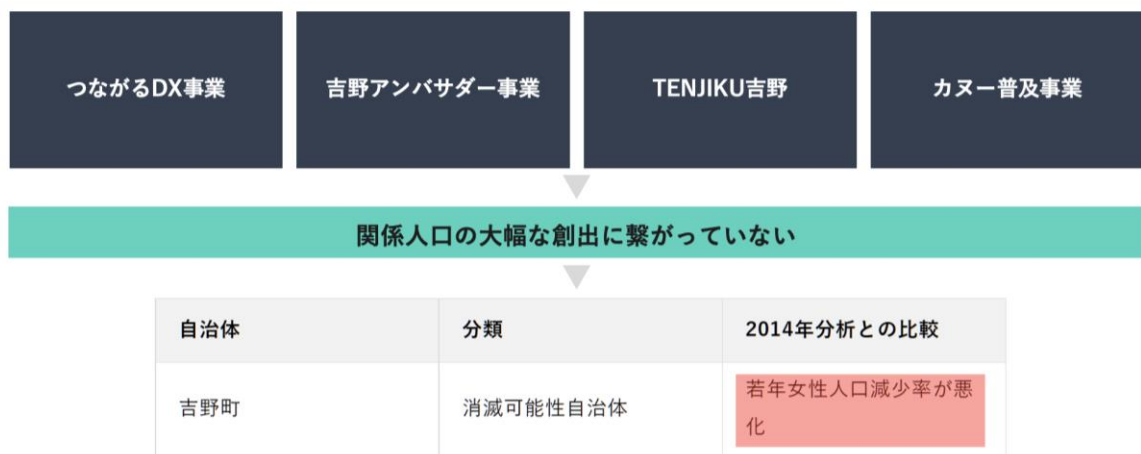 つながるDX事業
吉野アンバサダー事業
TENJIKU吉野
カヌー普及事業
関係人口の大幅な創出に繋がっていない
自治体
分類
2014年分析との比較
吉野町
消滅可能性自治体
若年女性人口減少率が悪
化